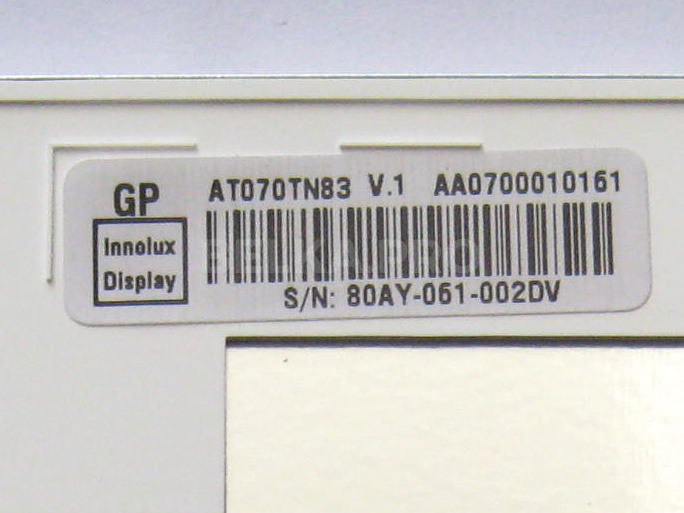 GP
AT070TN83 V.1 AA0700010161
Innolux
Display
S/N: 80AY-061-002DV